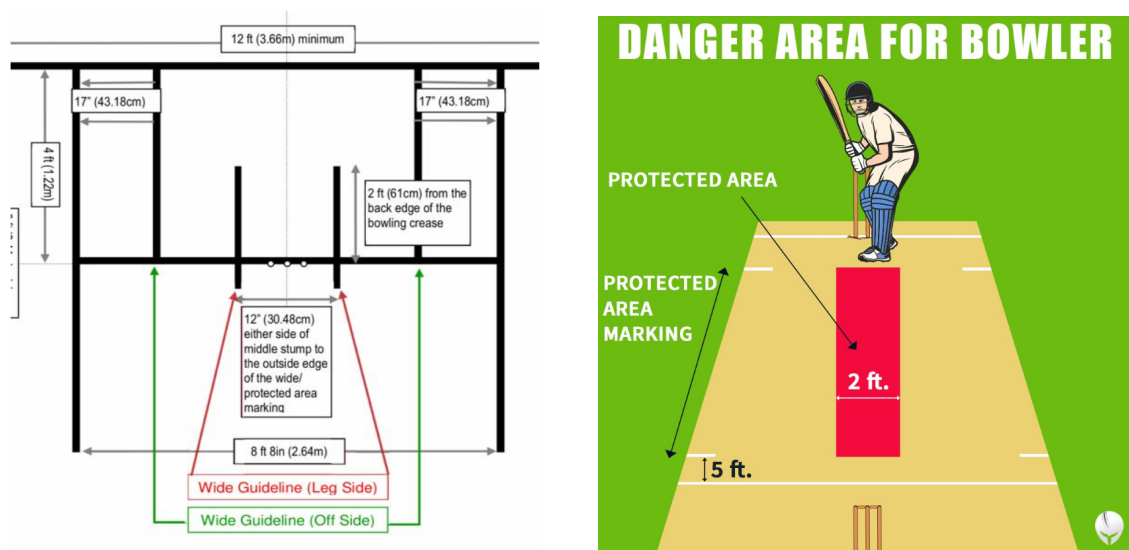 12 ft (3.66m) minimum
17" (43.18cm)
17" (43.18cm)
4 ft (1.22m)
2 ft (61cm) from the
back edge of the
bowling crease
12" (30.48cm)
either side of
middle stump to
the outside edge
of the wide/
protected area
marking
8 ft 8in (2.64m)
Wide Guideline (Leg Side)
Wide Guideline (Off Side)
DANGER AREA FOR BOWLER
PROTECTED AREA
PROTECTED
AREA
MARKING
2 ft.
5 ft.